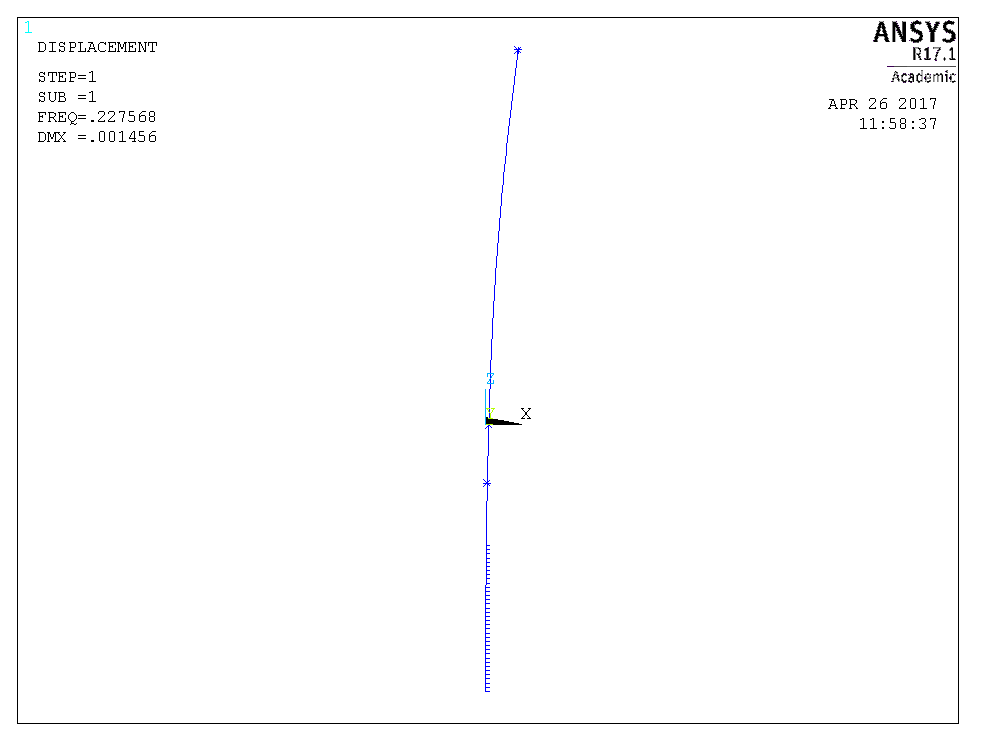 1
DISPLACEMENT
STEP=1
SUB =1
FREQ=.227568
DMX =.001456
ANSYS
R17.1
Academic
APR 26 2017
11:58:37
Z
Y
X